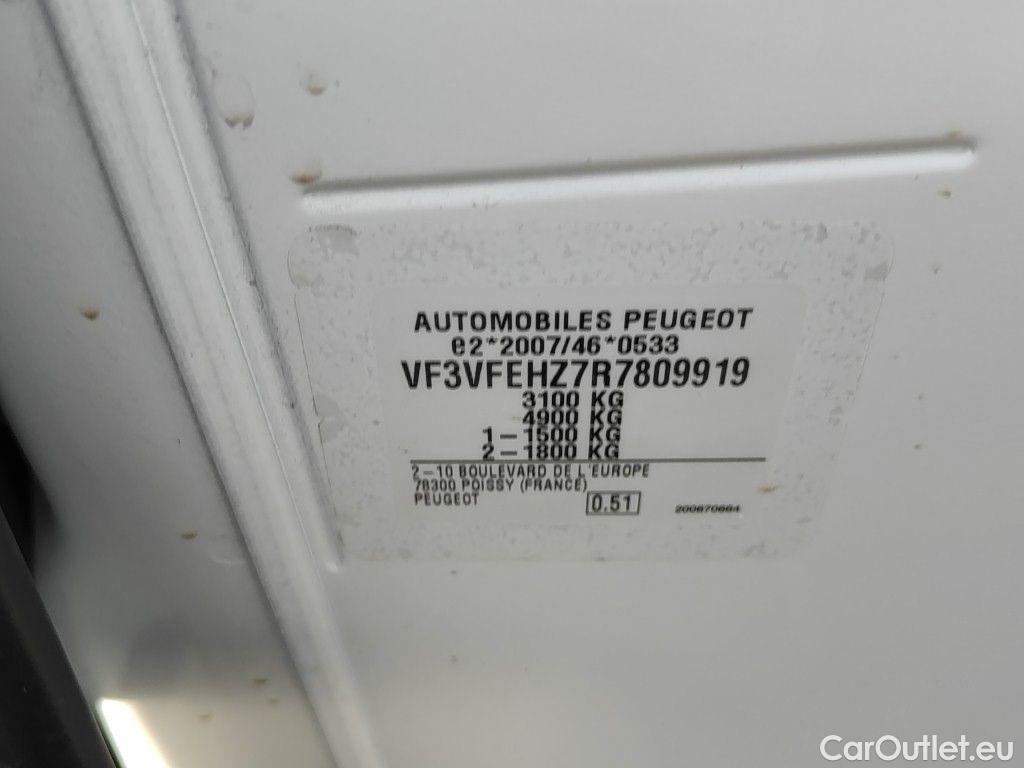 AUTOMOBILES PEUGEOT
e2*2007/46*0533
VF3VFEHZ7R7809919
3100 KG
4900 KG
1-1500 KG
2-1800 KG
2-10 BOULEVARD DE L'EUROPE
78300 POISSY (FRANCE)
PEUGEOT
0.51
200670664
CarOutlet.eu